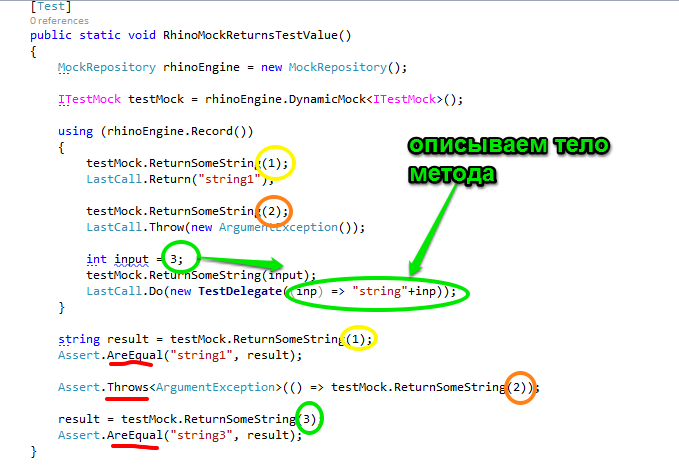 [Test]
0 references
public static void RhinoMockReturnsTestValue()
{
MockRepository rhinoEngine = new MockRepository();
ITestMock testMock = rhinoEngine.DynamicMock<ITestMock>();
using (rhinoEngine.Record())
{
testMock.ReturnSomeString(1);
LastCall.Return("string1");
описываем тело
метода
testMock.ReturnSomeString(2);
LastCall.Throw(new ArgumentException());
int input = 3;
testMock.ReturnSomeString(input);
LastCall.Do(new TestDelegate((inp) => "string"+inp));
}
string result = testMock.ReturnSomeString(1);
Assert.AreEqual("string1", result);
Assert.Throws<ArgumentException>(() => testMock.ReturnSomeString(2));
result = testMock.ReturnSomeString(3);
Assert.AreEqual("string3", result);
}